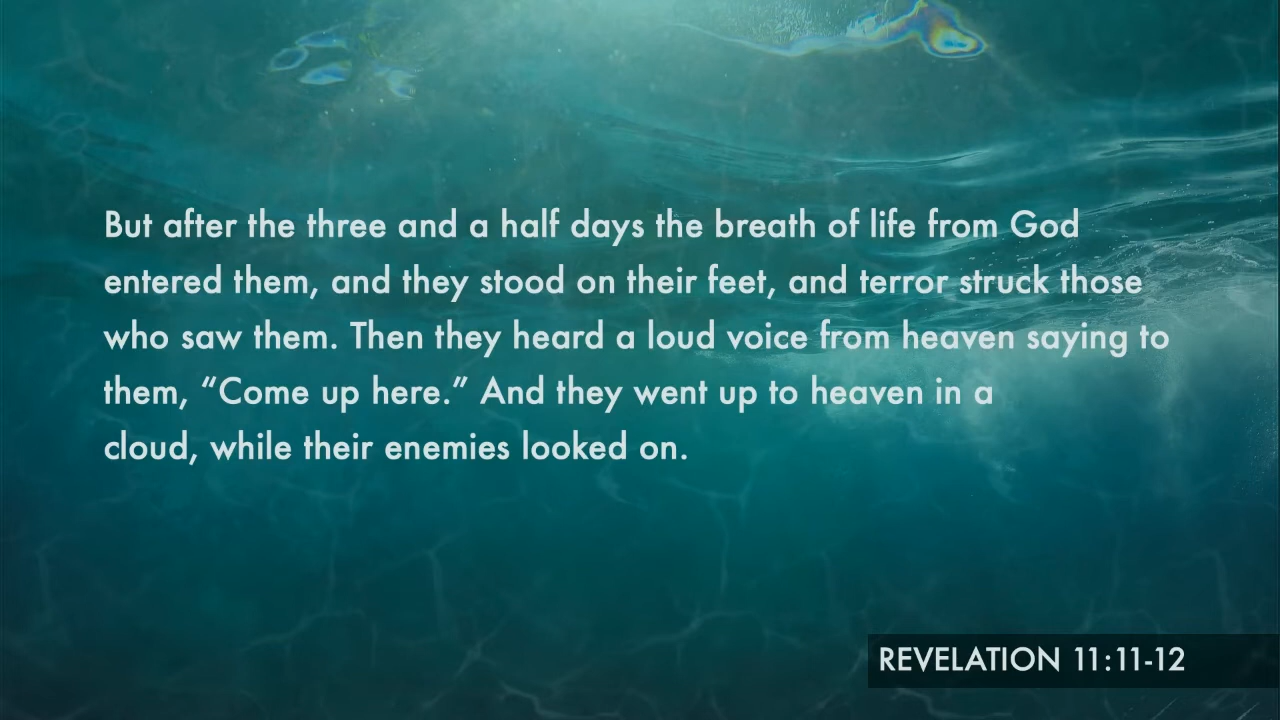 But after the three and a half days the breath of life from God
entered them, and they stood on their feet, and terror struck those
who saw them. Then they heard a loud voice from heaven saying to
them, “Come up here.” And they went up to heaven in a
cloud, while their enemies looked on.
REVELATION 11:11-12